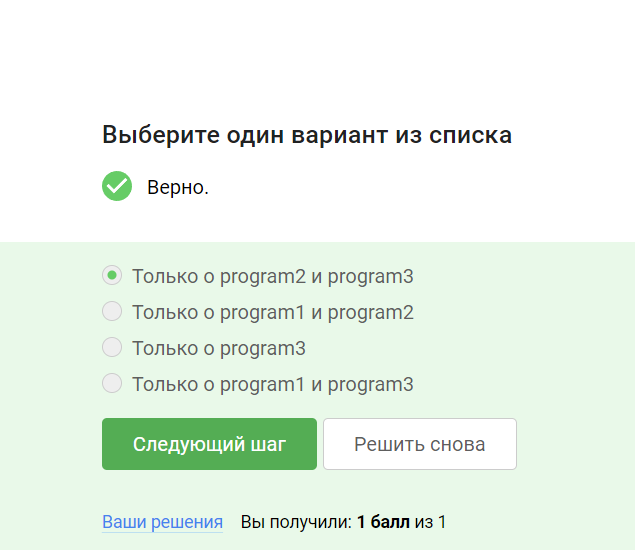 Выберите один вариант из списка
Верно.
Только о program2 и program3
Только о program1 и program2
Только о program3
Только о program1 и program3
Следующий шаг Решить снова
Ваши решения Вы получили: 1 балл из 1